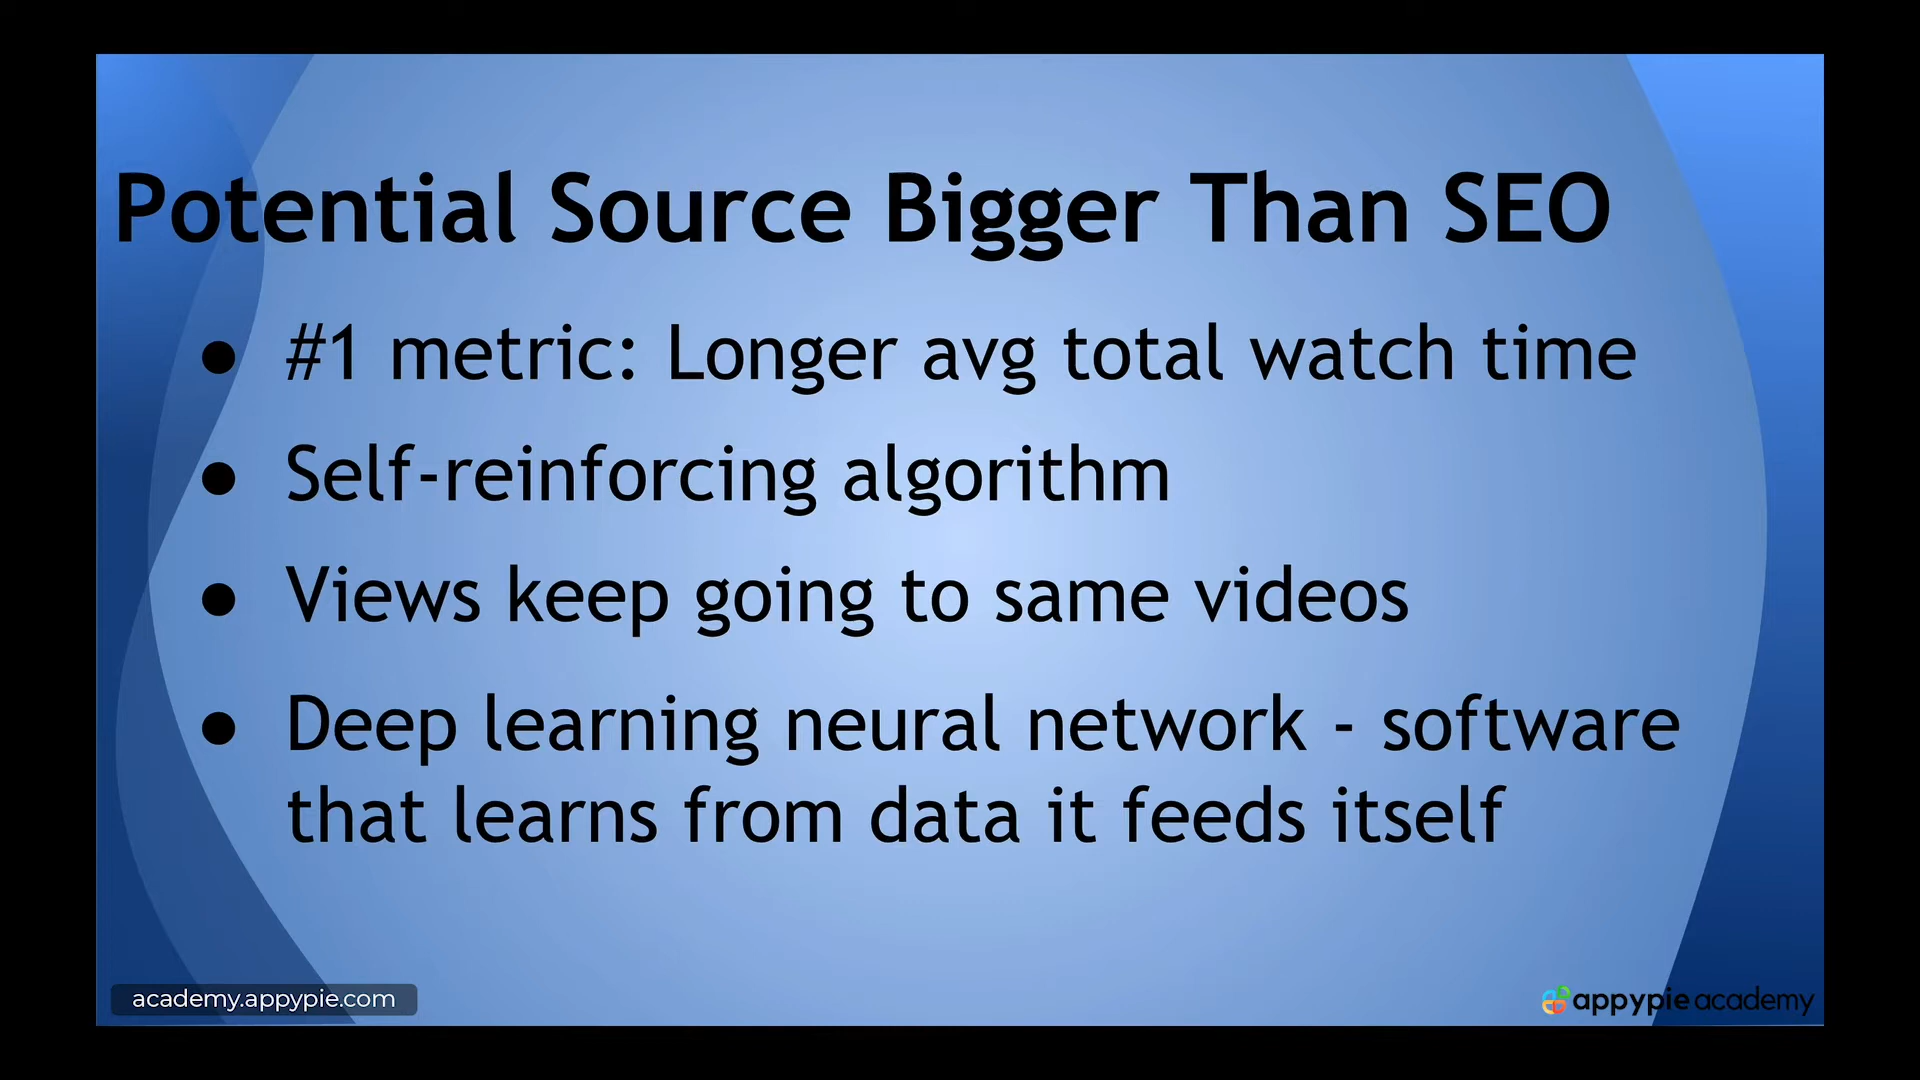 Potential Source Bigger Than SEO
● #1 metric: Longer avg total watch time
● Self-reinforcing algorithm
● Views keep going to same videos
● Deep learning neural network - software
that learns from data it feeds itself
academy.appypie.com
appypie academy